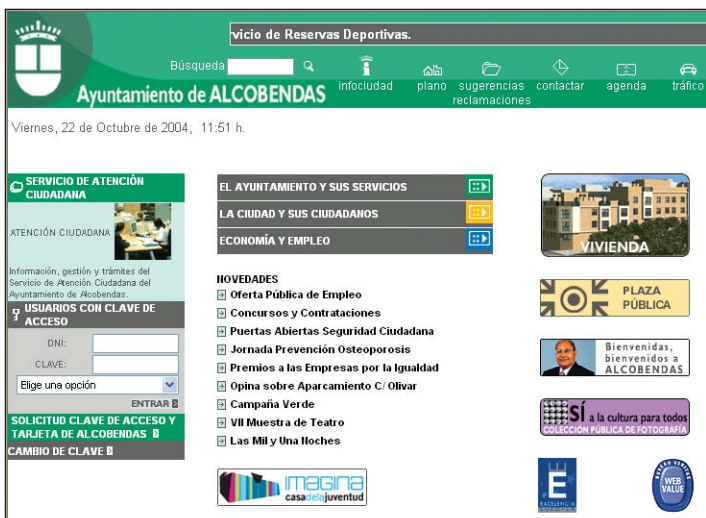 vicio de Reservas Deportivas.
Búsqueda
infociudad
plano
sugerencias
reclamaciones
contactar
agenda
tráfico
Ayuntamiento de ALCOBENDAS
Viernes, 22 de Octubre de 2004, 11:51 h.
SERVICIO DE ATENCIÓN
CIUDADANA
ATENCIÓN CIUDADANA
Información, gestión y trámites del
Servicio de Atención Ciudadana del
Ayuntamiento de Alcobendas.
USUARIOS CON CLAVE DE
ACCESO
DNI:
CLAVE:
Elige una opción
ENTRAR
SOLICITUD CLAVE DE ACCESO Y
TARJETA DE ALCOBENDAS
CAMBIO DE CLAVE
EL AYUNTAMIENTO Y SUS SERVICIOS
LA CIUDAD Y SUS CIUDADANOS
ECONOMÍA Y EMPLEO
NOVEDADES
Oferta Pública de Empleo
Concursos y Contrataciones
Puertas Abiertas Seguridad Ciudadana
Jornada Prevención Osteoporosis
Premios a las Empresas por la Igualdad
Opina sobre Aparcamiento C/ Olivar
Campaña Verde
VII Muestra de Teatro
Las Mil y Una Noches
IMAGINA
casadelajuventud
VIVIENDA
PLAZA
PÚBLICA
Bienvenidas,
bienvenidos a
ALCOBENDAS
SÍ a la cultura para todos
COLECCIÓN PÚBLICA DE FOTOGRAFÍA
E
EXCELENCIA
WEB
VALUE